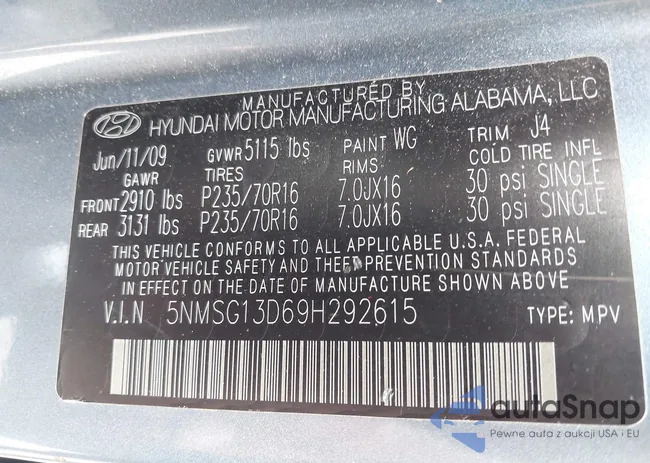 MANUFACTURED BY
HYUNDAI MOTOR MANUFACTURING ALABAMA, LLC
Jun/11/09 GVWR 5115 lbs PAINT WG TRIM J4
GAWR TIRES RIMS COLD TIRE INFL
FRONT 2910 lbs P235/70R16 7.0JX16 30 psi SINGLE
REAR 3131 lbs P235/70R16 7.0JX16 30 psi SINGLE
THIS VEHICLE CONFORMS TO ALL APPLICABLE U.S.A. FEDERAL
MOTOR VEHICLE SAFETY AND THEFT PREVENTION STANDARDS
IN EFFECT ON THE DATE OF MANUFACTURE SHOWN ABOVE
V.I.N 5NMSG13D69H292615 TYPE: MPV
autaSnap
Pewne auta z aukcji USA i EU